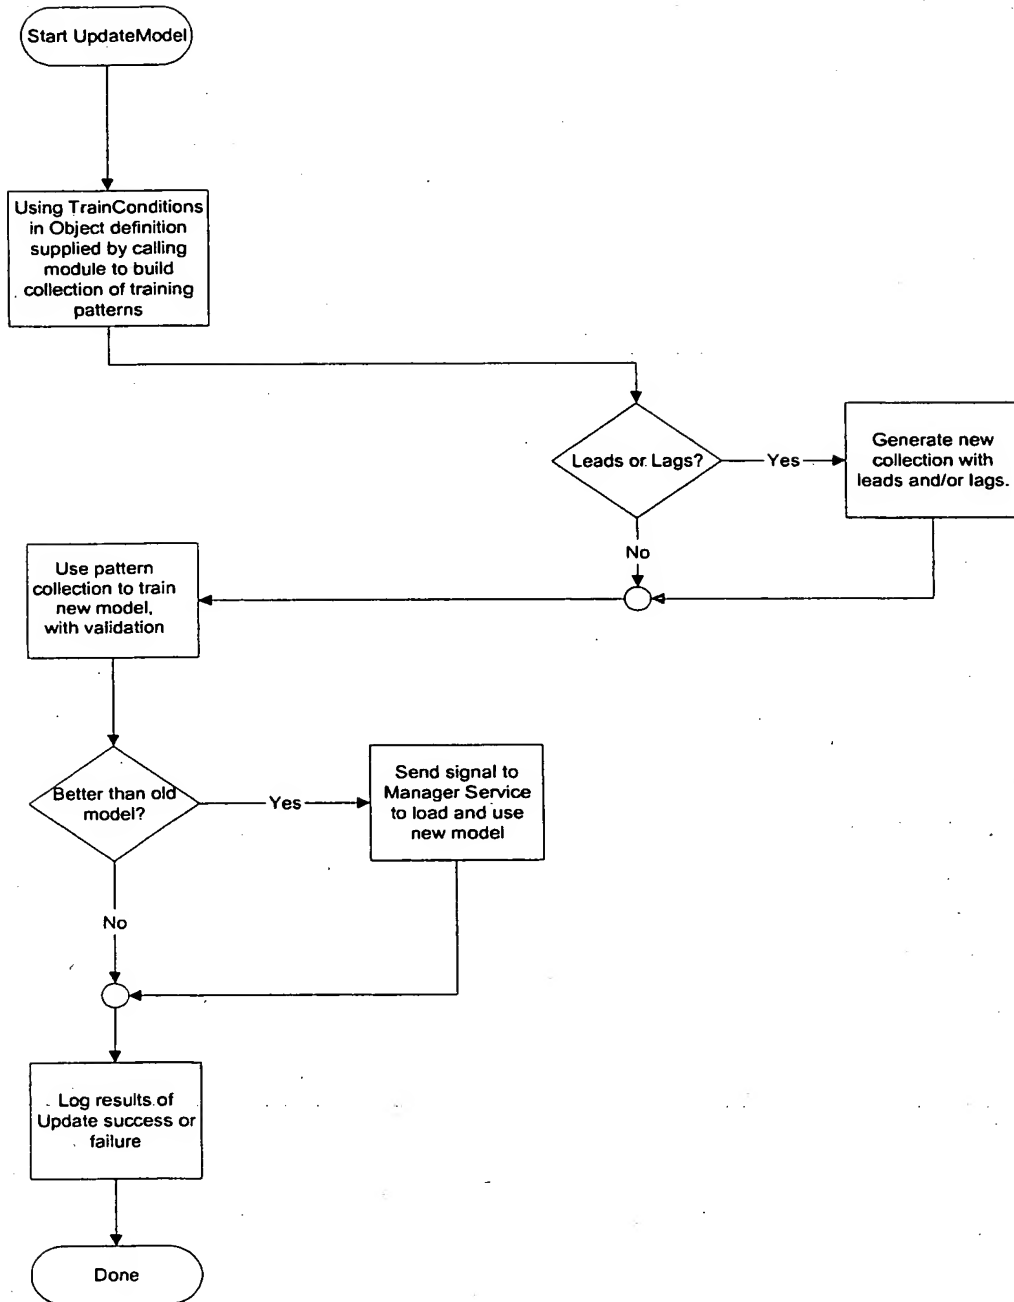 Start UpdateModel
Using TrainConditions
in Object definition
supplied by calling
module to build
collection of training
patterns
Leads or Lags?
Yes
Generate new
collection with
leads and/or lags.
No
Use pattern
collection to train
new model,
with validation
Better than old
model?
Yes
Send signal to
Manager Service
to load and use
new model
No
Log results of
Update success or
failure
Done